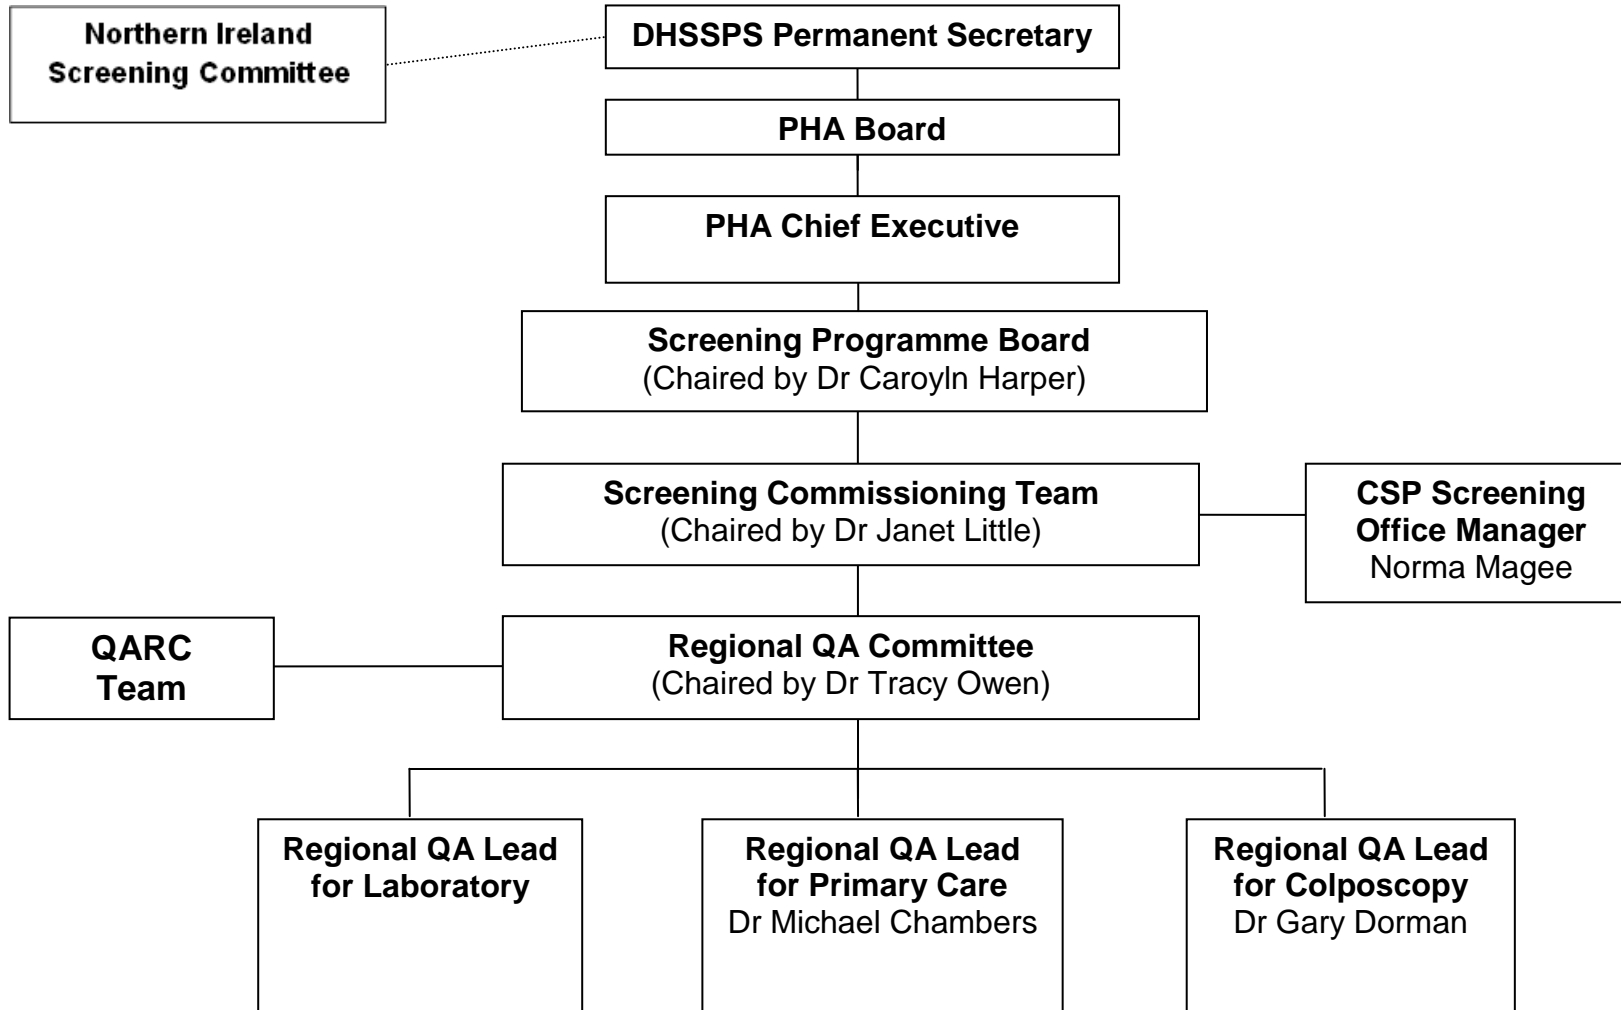 Northern Ireland
Screening Committee
DHSSPS Permanent Secretary
PHA Board
PHA Chief Executive
Screening Programme Board
(Chaired by Dr Caroyln Harper)
Screening Commissioning Team
(Chaired by Dr Janet Little)
CSP Screening
Office Manager
Norma Magee
QARC
Team
Regional QA Committee
(Chaired by Dr Tracy Owen)
Regional QA Lead
for Laboratory
Regional QA Lead
for Primary Care
Dr Michael Chambers
Regional QA Lead
for Colposcopy
Dr Gary Dorman